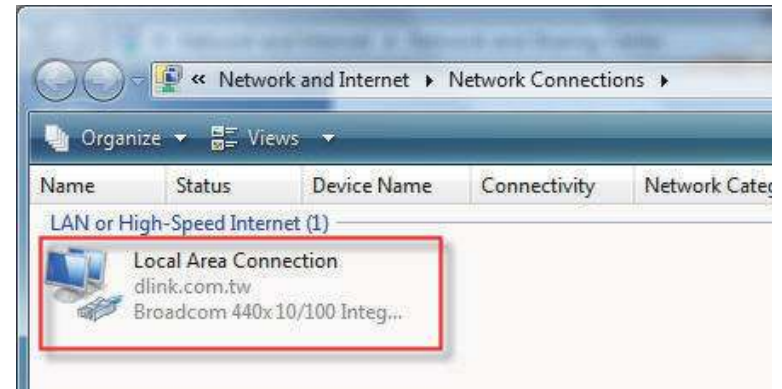 « Network and Internet ▸ Network Connections ▸
Organize ▾ Views ▾
Name Status Device Name Connectivity Network Categ
LAN or High-Speed Internet (1)
Local Area Connection
dlink.com.tw
Broadcom 440x 10/100 Integ...